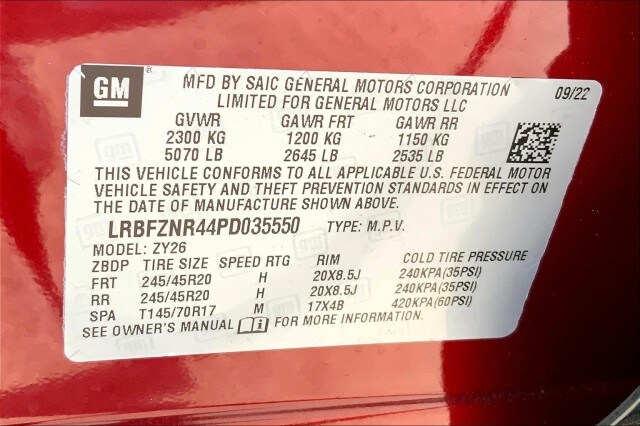 GM
MFD BY SAIC GENERAL MOTORS CORPORATION
LIMITED FOR GENERAL MOTORS LLC
09/22
GVWR GAWR FRT GAWR RR
2300 KG 1200 KG 1150 KG
5070 LB 2645 LB 2535 LB
THIS VEHICLE CONFORMS TO ALL APPLICABLE U.S. FEDERAL MOTOR
VEHICLE SAFETY AND THEFT PREVENTION STANDARDS IN EFFECT ON
THE DATE OF MANUFACTURE SHOWN ABOVE.
LRBFZNR44PD035550 TYPE: M.P.V.
MODEL: ZY26
ZBDP TIRE SIZE SPEED RTG RIM COLD TIRE PRESSURE
FRT 245/45R20 H 20X8.5J 240KPA(35PSI)
RR 245/45R20 H 20X8.5J 240KPA(35PSI)
SPA T145/70R17 M 17X4B 420KPA(60PSI)
SEE OWNER'S MANUAL FOR MORE INFORMATION.